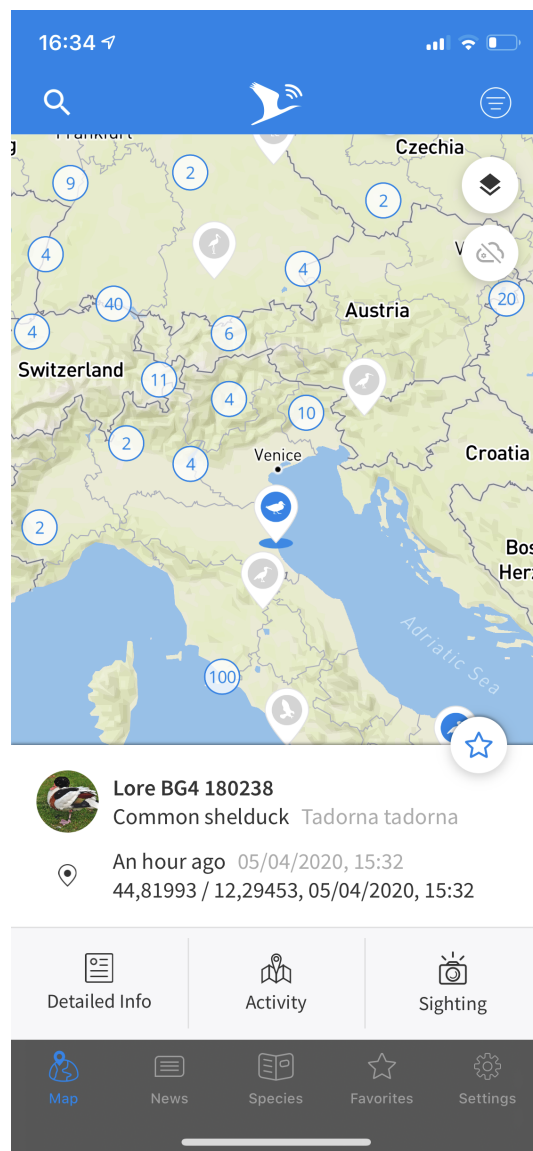 16:34
Frankfurt
Czechia
9
2
2
4
4
20
40
Austria
4
6
Switzerland
11
4
10
2
4
Venice
Croatia
2
Adriatic Sea
100
Lore BG4 180238
Common shelduck Tadorna tadorna
An hour ago 05/04/2020, 15:32
44,81993 / 12,29453, 05/04/2020, 15:32
Detailed Info
Activity
Sighting
Map
News
Species
Favorites
Settings